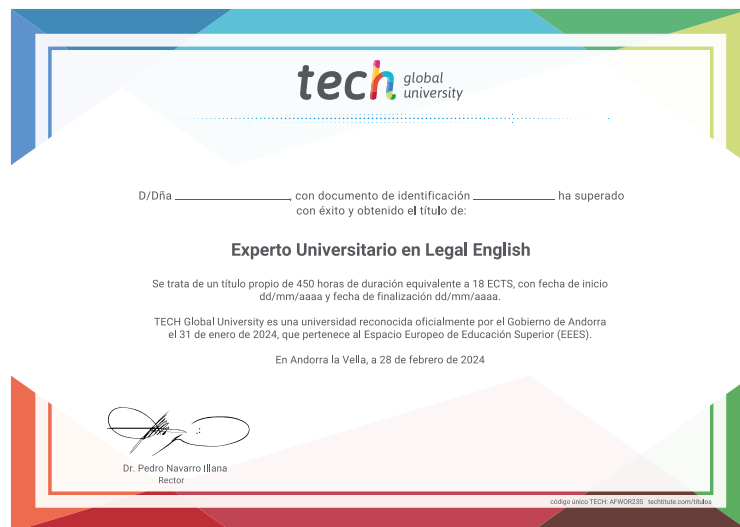 tech global university
D/Dña ____________________, con documento de identificación ______________ ha superado
con éxito y obtenido el título de:
Experto Universitario en Legal English
Se trata de un título propio de 450 horas de duración equivalente a 18 ECTS, con fecha de inicio
dd/mm/aaaa y fecha de finalización dd/mm/aaaa.
TECH Global University es una universidad reconocida oficialmente por el Gobierno de Andorra
el 31 de enero de 2024, que pertenece al Espacio Europeo de Educación Superior (EEES).
En Andorra la Vella, a 28 de febrero de 2024
Dr. Pedro Navarro Illana
Rector
código único TECH: AFWOR23S techtitute.com/titulos